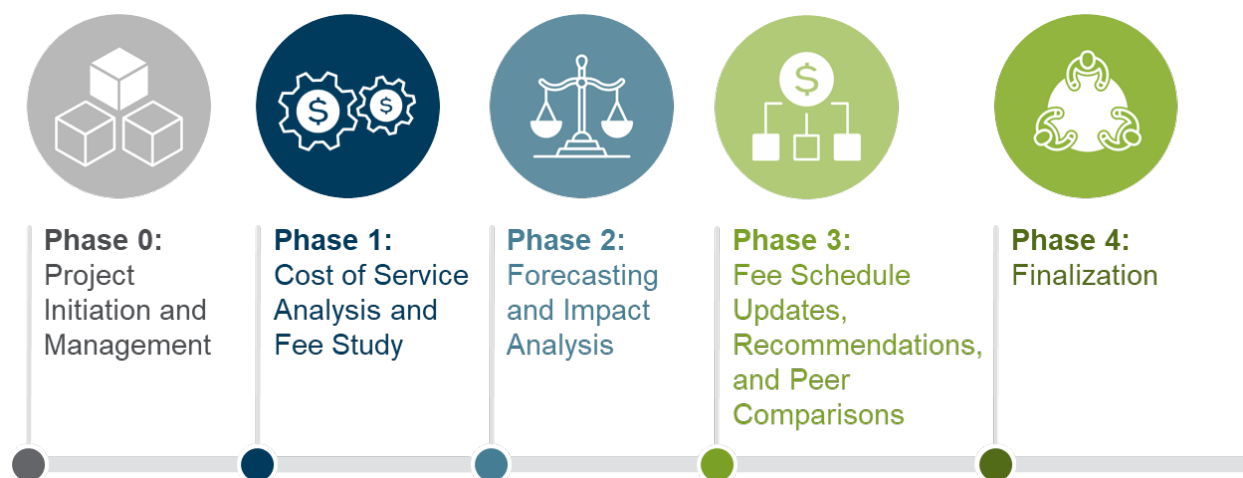 $
$
$
Phase 0:
Project
Initiation and
Management
Phase 1:
Cost of Service
Analysis and
Fee Study
Phase 2:
Forecasting
and Impact
Analysis
Phase 3:
Fee Schedule
Updates,
Recommendations,
and Peer
Comparisons
Phase 4:
Finalization